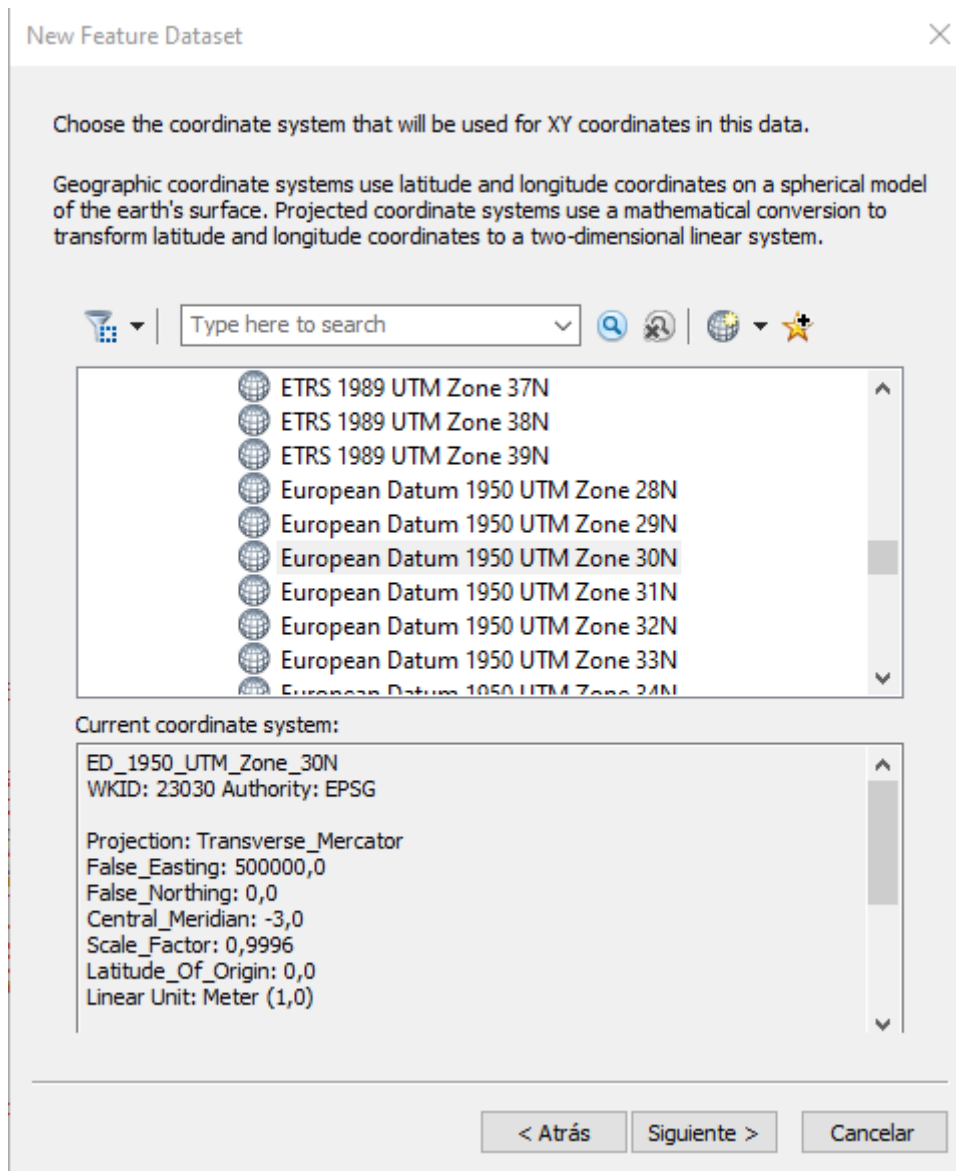 New Feature Dataset
Choose the coordinate system that will be used for XY coordinates in this data.
Geographic coordinate systems use latitude and longitude coordinates on a spherical model
of the earth's surface. Projected coordinate systems use a mathematical conversion to
transform latitude and longitude coordinates to a two-dimensional linear system.
Type here to search
ETRS 1989 UTM Zone 37N
ETRS 1989 UTM Zone 38N
ETRS 1989 UTM Zone 39N
European Datum 1950 UTM Zone 28N
European Datum 1950 UTM Zone 29N
European Datum 1950 UTM Zone 30N
European Datum 1950 UTM Zone 31N
European Datum 1950 UTM Zone 32N
European Datum 1950 UTM Zone 33N
European Datum 1950 UTM Zone 34N
Current coordinate system:
ED_1950_UTM_Zone_30N
WKID: 23030 Authority: EPSG
Projection: Transverse_Mercator
False_Easting: 500000,0
False_Northing: 0,0
Central_Meridian: -3,0
Scale_Factor: 0,9996
Latitude_Of_Origin: 0,0
Linear Unit: Meter (1,0)
< Atrás
Siguiente >
Cancelar